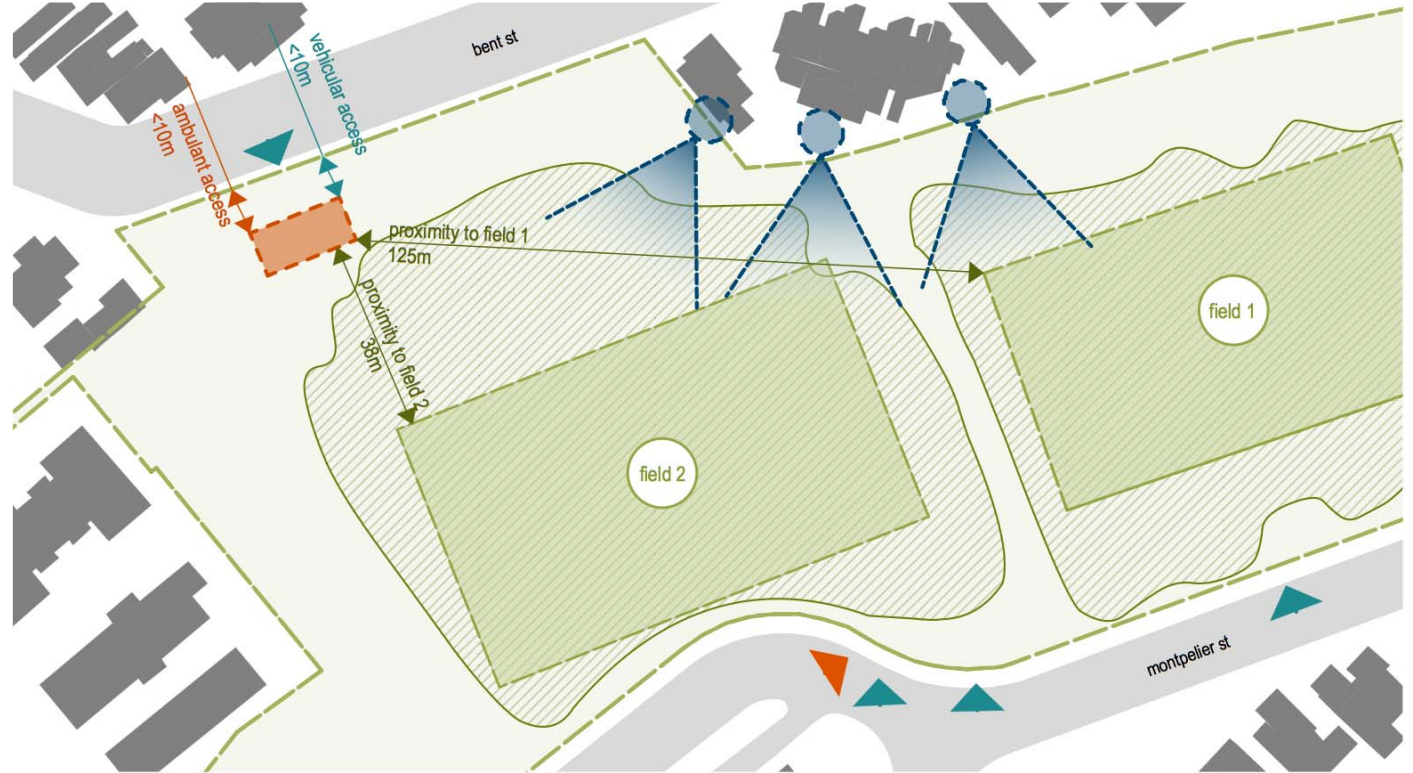 bent st
vehicular access
<10m
ambulant access
<10m
proximity to field 1
125m
proximity to field 2
38m
field 1
field 2
montpelier st